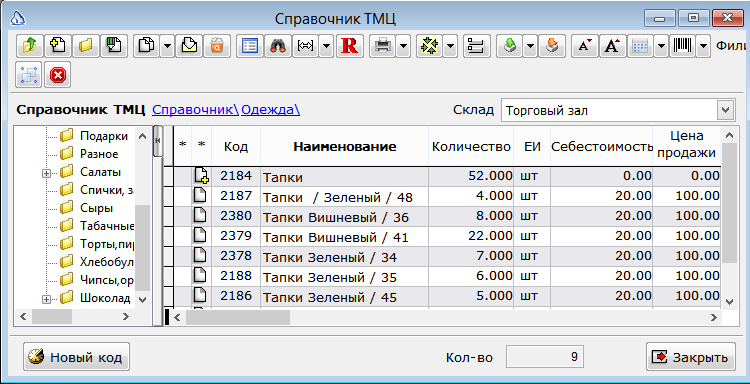 Справочник ТМЦ
R ТМЦ A A Фили
Справочник ТМЦ Справочник\ Одежда\ Склад Торговый зал
Подарки
Разное
Салаты
Спички, з
Сыры
Табачные
Торты,пир
Хлебобул
Чипсы,ор
Шоколад
* * Код Наименование Количество ЕИ Себестоимость Цена продажи
2184 Тапки 52.000 шт 0.00 0.00
2187 Тапки / Зеленый / 48 4.000 шт 20.00 100.00
2380 Тапки Вишневый / 36 8.000 шт 20.00 100.00
2379 Тапки Вишневый / 41 22.000 шт 20.00 100.00
2378 Тапки Зеленый / 34 7.000 шт 20.00 100.00
2188 Тапки Зеленый / 35 6.000 шт 20.00 100.00
2186 Тапки Зеленый / 45 5.000 шт 20.00 100.00
Новый код Кол-во 9 Закрыть